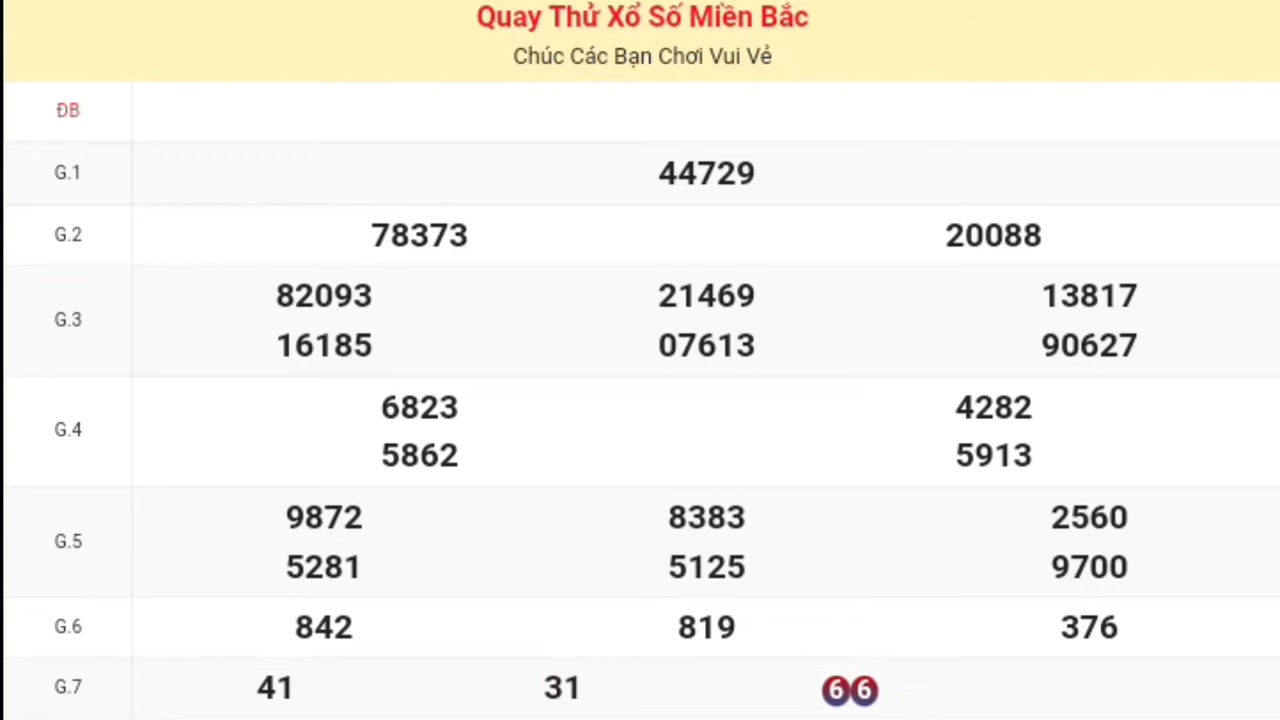 Quay Thử Xổ Số Miền Bắc
Chúc Các Bạn Chơi Vui Vẻ
ĐB
G.1 44729
G.2 78373 20088
G.3 82093 21469 13817
16185 07613 90627
G.4 6823 4282
5862 5913
G.5 9872 8383 2560
5281 5125 9700
G.6 842 819 376
G.7 41 31 66